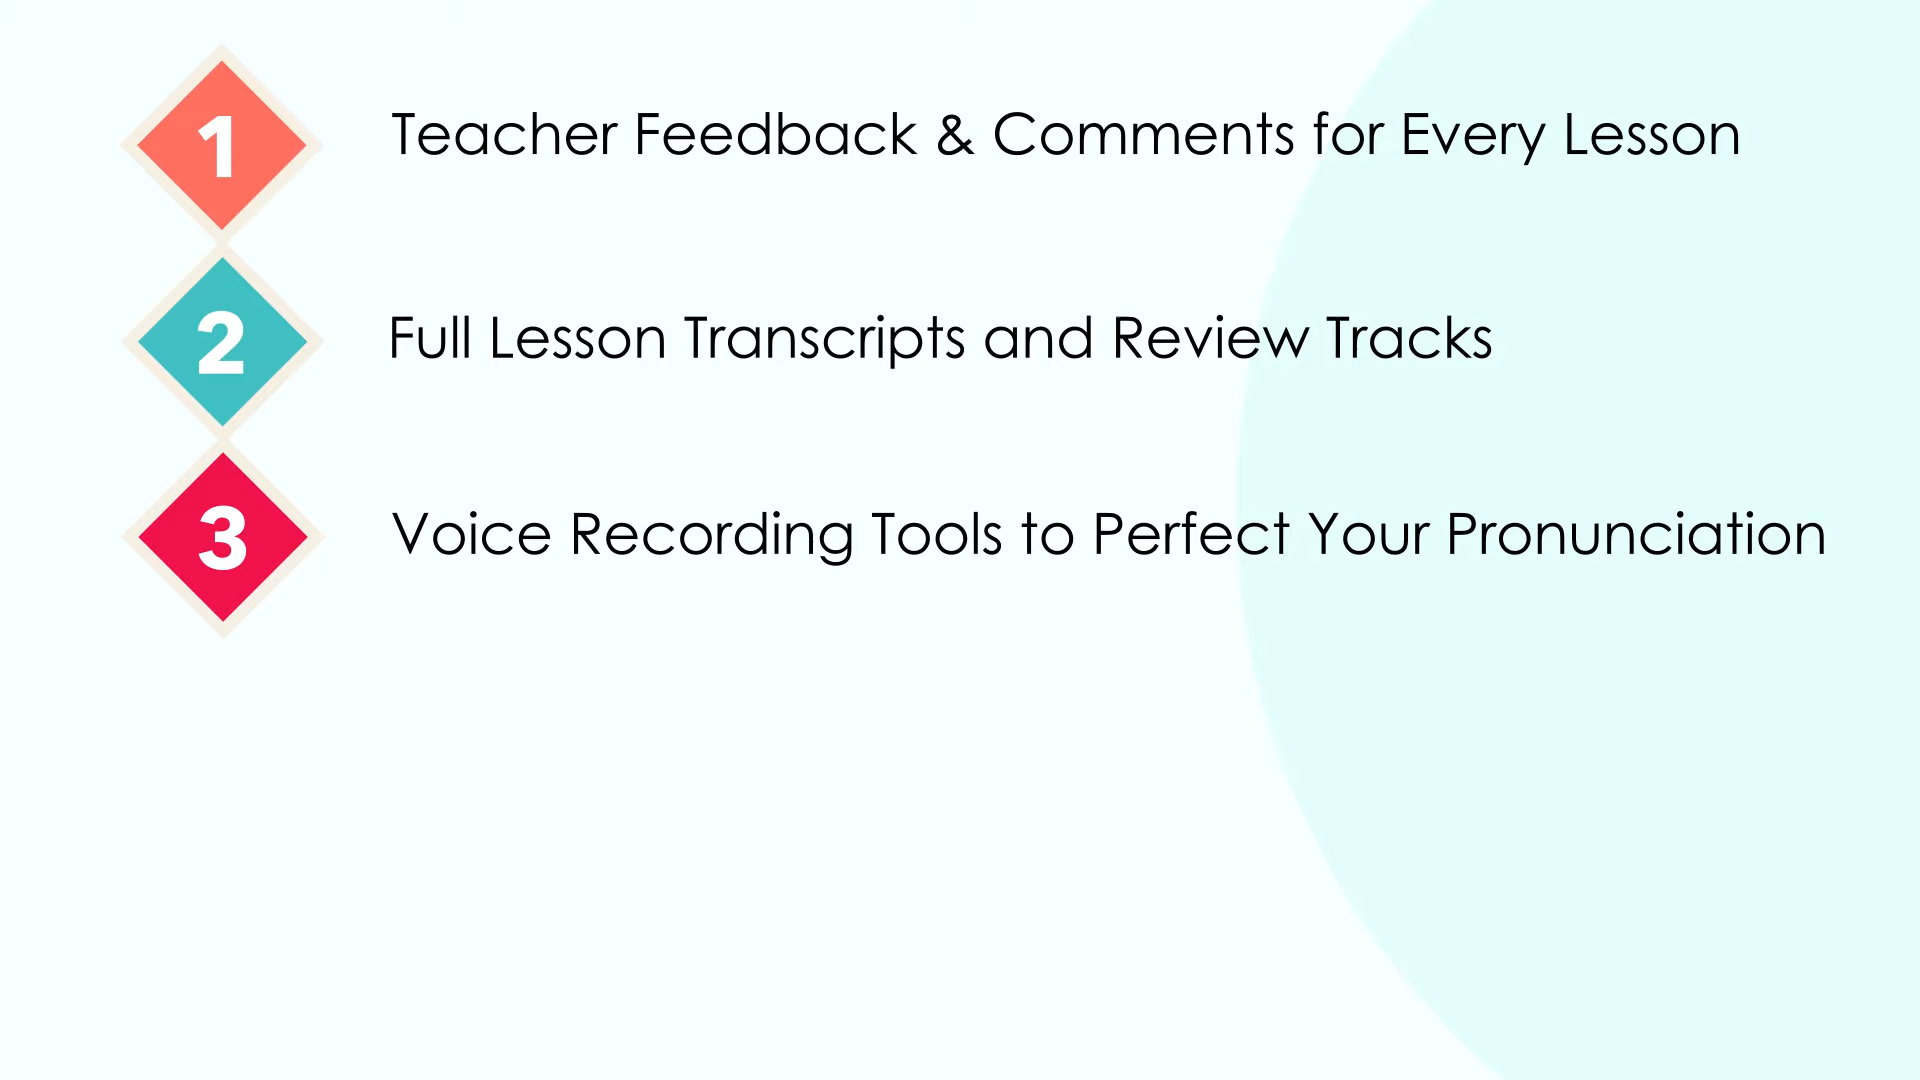 1 Teacher Feedback & Comments for Every Lesson
2 Full Lesson Transcripts and Review Tracks
3 Voice Recording Tools to Perfect Your Pronunciation